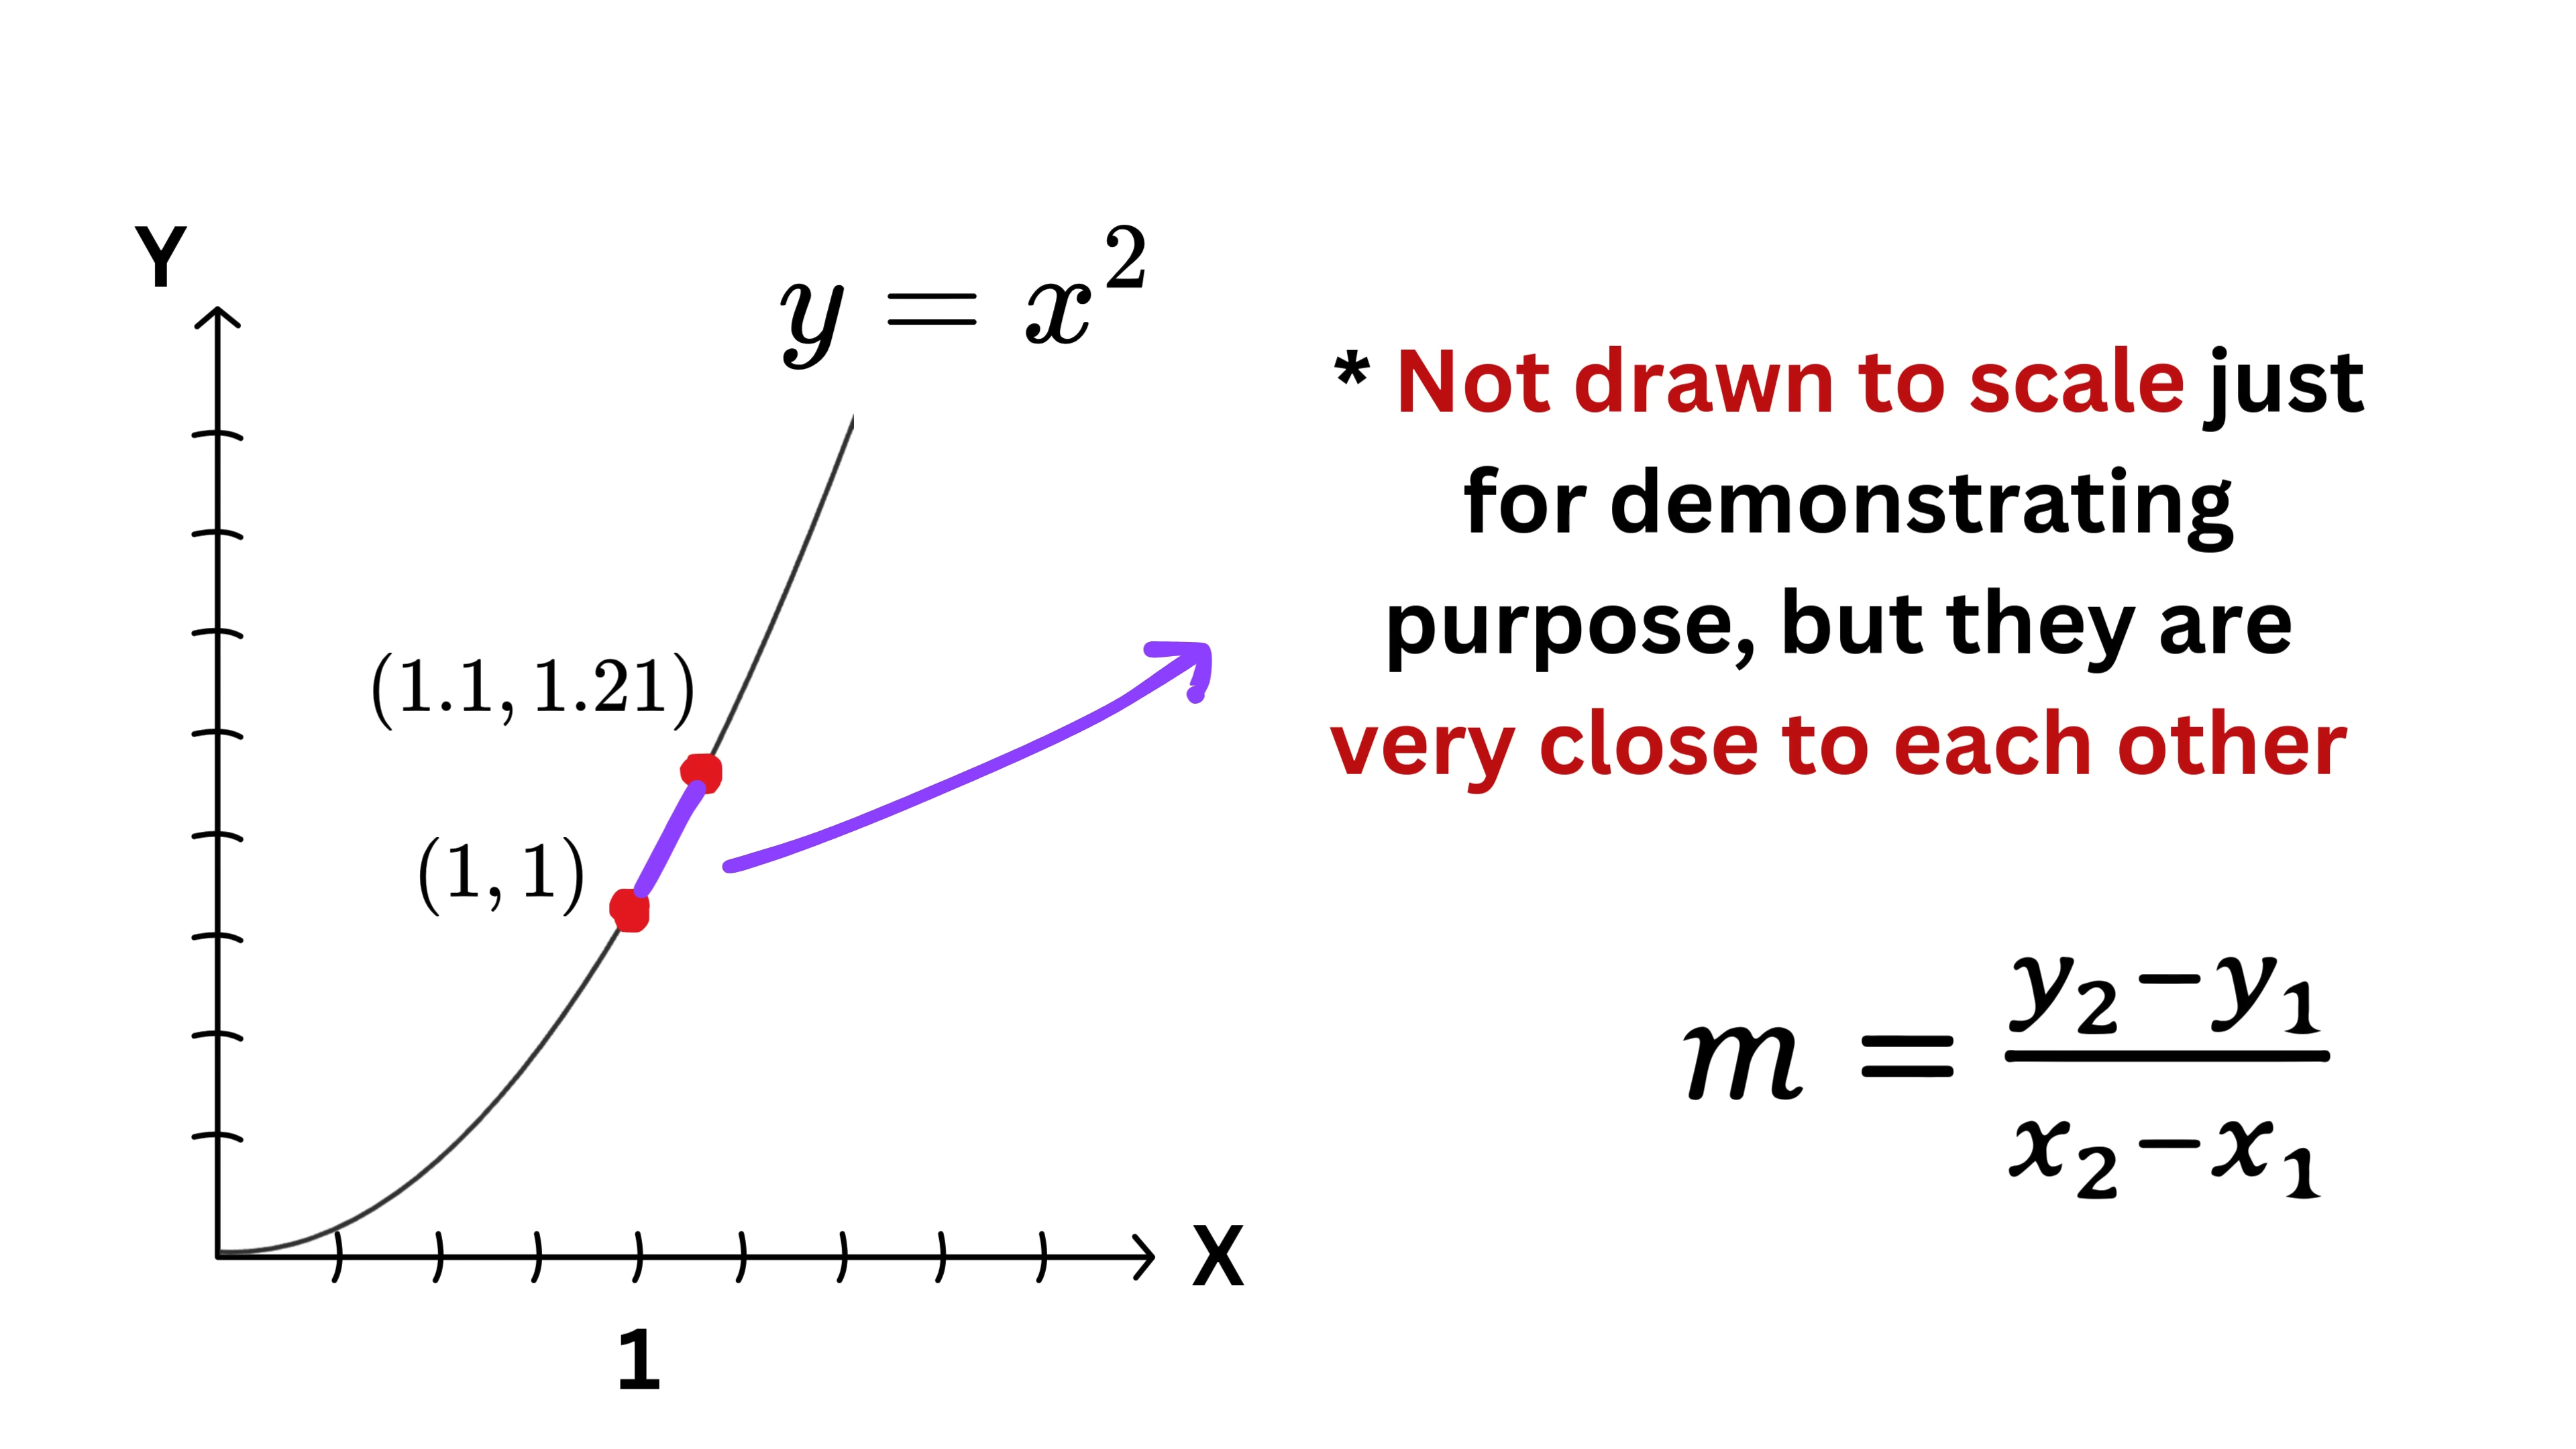 Y
y = x²
* Not drawn to scale just
for demonstrating
purpose, but they are
very close to each other
(1.1, 1.21)
(1, 1)
m = (y₂−y₁)/(x₂−x₁)
X
1